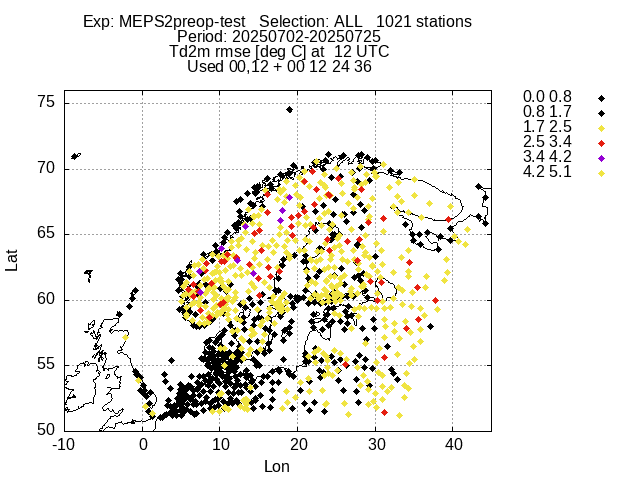 Exp: MEPS2preop-test   Selection: ALL   1021 stations
Period: 20250702-20250725
Td2m rmse [deg C] at  12 UTC
Used 00,12 + 00 12 24 36
0.0 0.8
0.8 1.7
1.7 2.5
2.5 3.4
3.4 4.2
4.2 5.1
75
70
65
60
55
50
Lat
-10 0 10 20 30 40
Lon